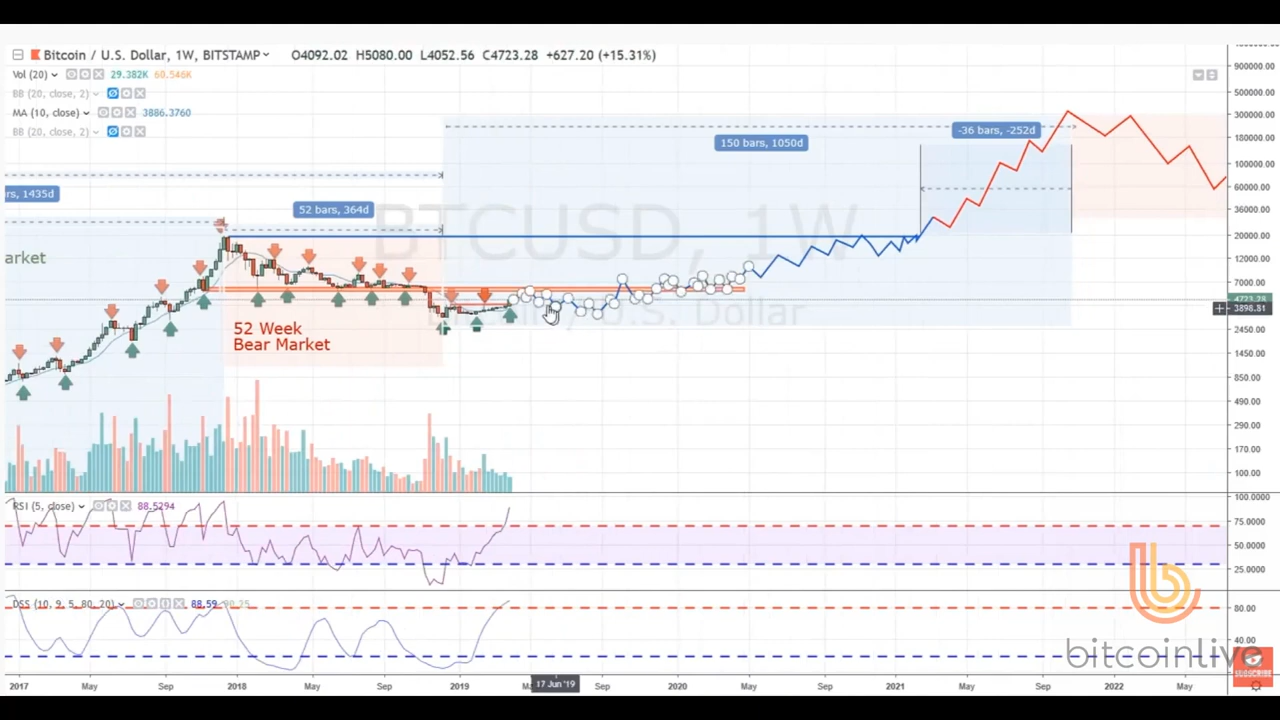 Bitcoin / U.S. Dollar, 1W, BITSTAMP O4092.02 H5080.00 L4052.56 C4723.28 +627.20 (+15.31%)
Vol (20) 29.382K 60.546K
BB (20, close, 2)
MA (10, close) 3886.3760
BB (20, close, 2)
900000.00
500000.00
300000.00
180000.00
100000.00
60000.00
36000.00
20000.00
12000.00
7000.00
4723.28
3898.81
2450.00
1450.00
850.00
490.00
290.00
170.00
100.00
-36 bars, -252d
150 bars, 1050d
rs, 1435d
52 bars, 364d
BTCUSD, 1W
Bitcoin / U.S. Dollar
arket
52 Week
Bear Market
RSI (5, close) 88.5294
100.0000
75.0000
50.0000
25.0000
DSS (10, 9, 5, 80, 20) 88.59 90.25
80.00
40.00
bitcoinlive
SUBSCRIBE
2017 May Sep 2018 May Sep 2019 17 Jun '19 Sep 2020 May Sep 2021 May Sep 2022 May